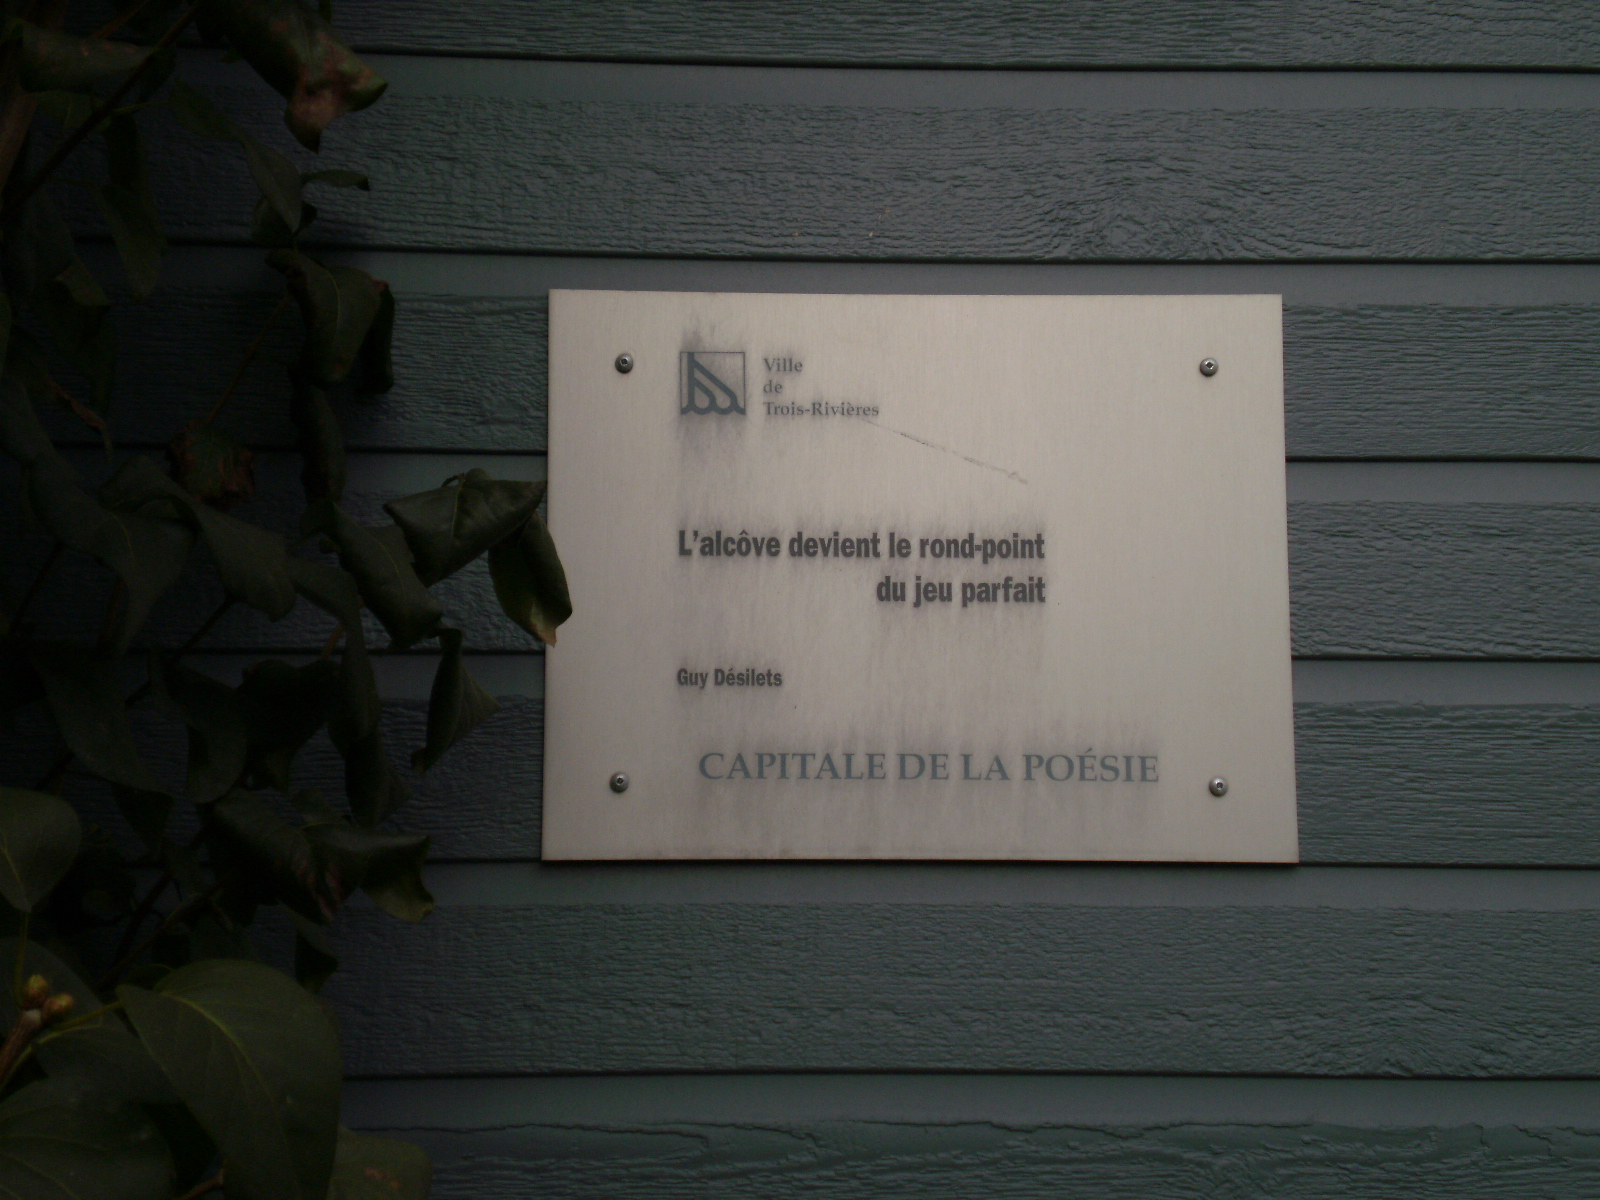 Ville
de
Trois-Rivières
L'alcôve devient le rond-point
du jeu parfait
Guy Désilets
CAPITALE DE LA POÉSIE